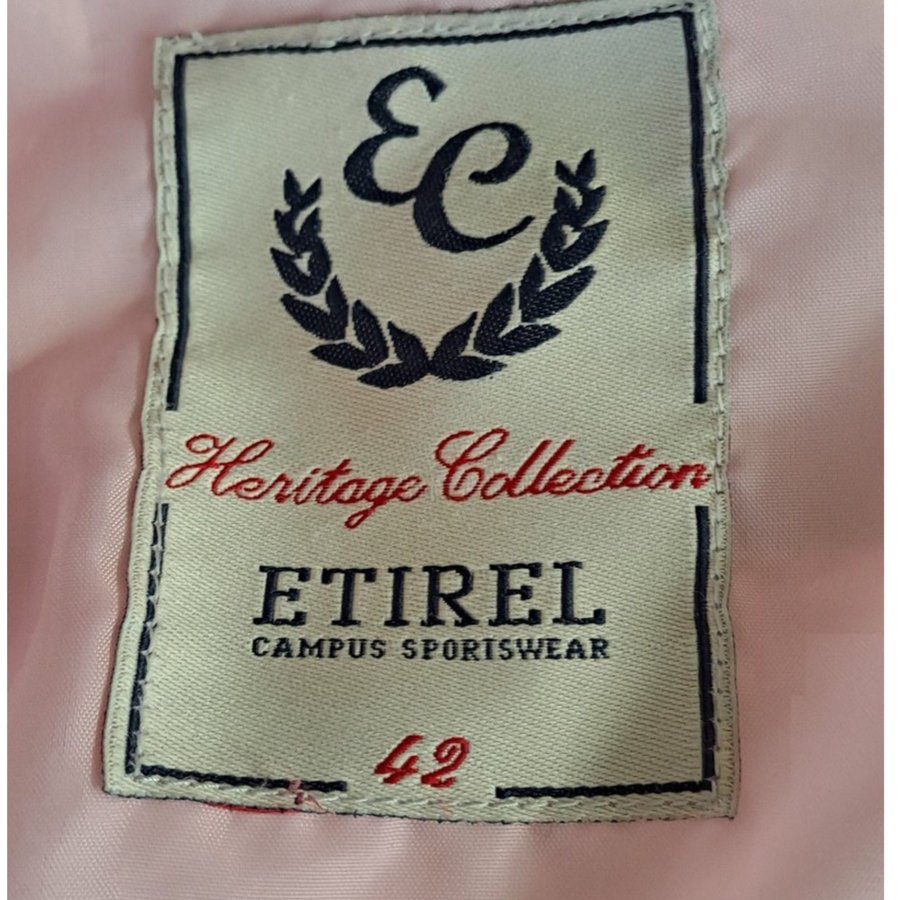 EC
Heritage Collection
ETIREL
CAMPUS SPORTSWEAR
42